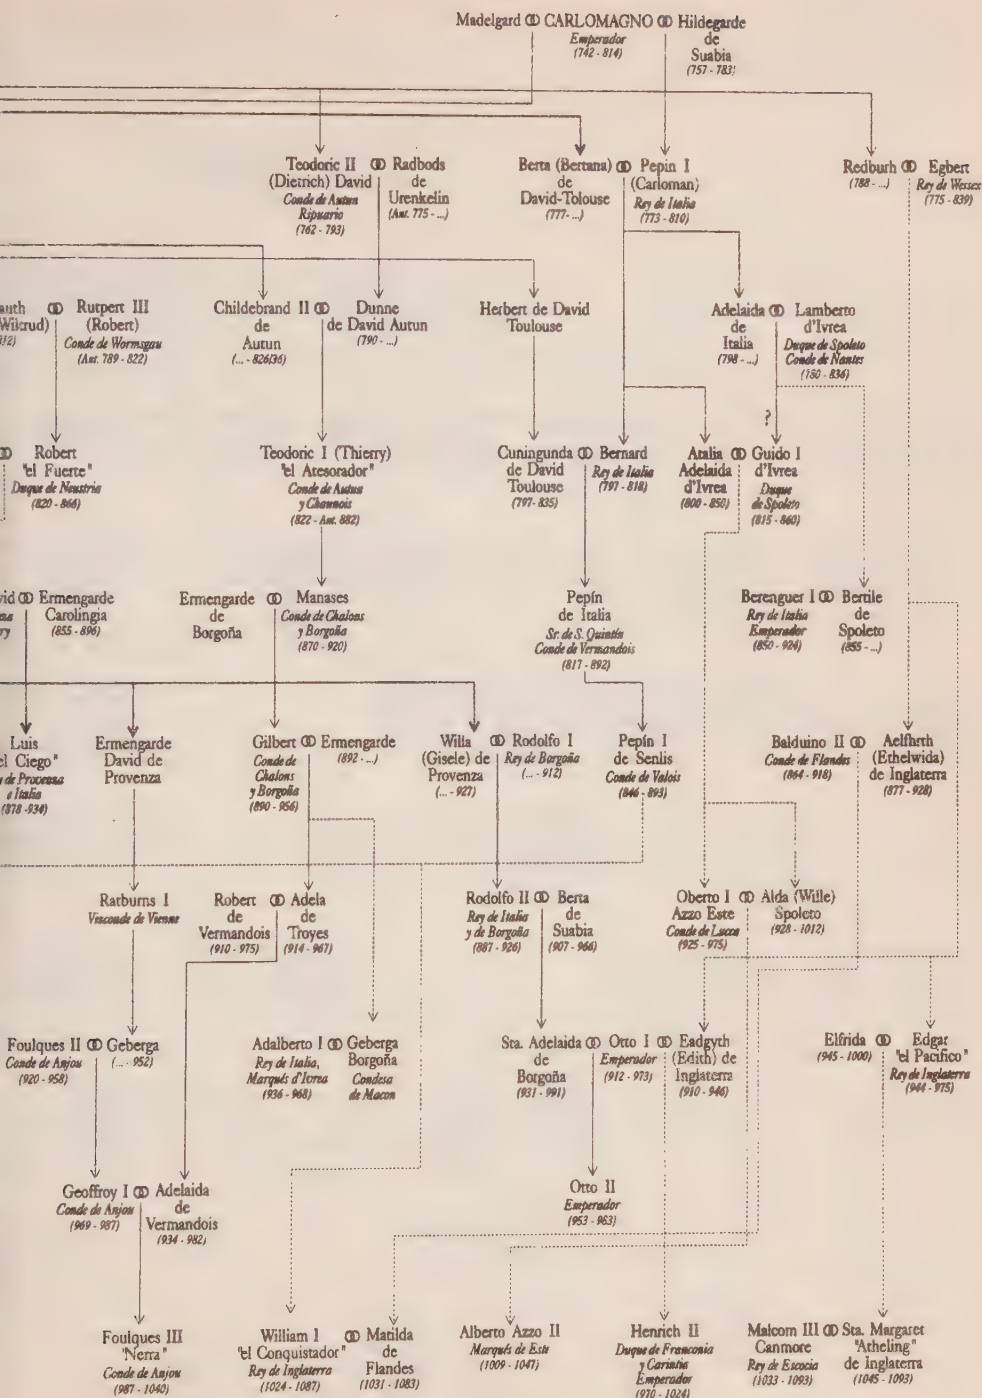 Madelgard ⚭ CARLOMAGNO ⚭ Hildegarde
Emperador
(742 - 814)
de
Suabia
(757 - 783)
Teodoric II ⚭ Radbods
(Dietrich) David
Conde de Autun
Ripuario
(762 - 793)
de
Urenkelin
(Ant. 775 - ...)
Berta (Bertana) ⚭ Pepin I
de
David-Tolouse
(777- ...)
(Carloman)
Rey de Italia
(773 - 810)
Redburh ⚭ Egbert
(788 - ...)
Rey de Wessex
(775 - 839)
auth ⚭ Rutpert III
Wikrud)
(Robert)
Conde de Wormsgau
(Ant. 789 - 822)
Childebrand II ⚭ Dunne
de
Autun
(... - 826/36)
de David Autun
(790 - ...)
Herbert de David
Toulouse
Adelaida ⚭ Lamberto
de
Italia
(798 - ...)
d'Ivrea
Duque de Spoleto
Conde de Nantes
(780 - 836)
?
⚭ Robert
"el Fuerte"
Duque de Neustria
(820 - 866)
Teodoric I (Thierry)
"el Atesorador"
Conde de Autun
y Chaunois
(822 - Ant. 882)
Cuningunda ⚭ Bernard
de David
Toulouse
(797 - 835)
Rey de Italia
(797 - 818)
Atalia ⚭ Guido I
Adelaida
d'Ivrea
(800 - 850)
d'Ivrea
Duque
de Spoleto
(815 - 860)
vid ⚭ Ermengarde
Carolingia
(855 - 896)
Ermengarde ⚭ Manases
de
Borgoña
Conde de Chalons
y Borgoña
(870 - 920)
Pepín
de Italia
Sr. de S. Quintín
Conde de Vermandois
(817 - 892)
Berenguer I ⚭ Bertile
Rey de Italia
Emperador
(850 - 924)
de
Spoleto
(855 - ...)
Luis
el Ciego"
y de Provenza
e Italia
(878 -934)
Ermengarde
David de
Provenza
Gilbert ⚭ Ermengarde
Conde de
Chalons
y Borgoña
(890 - 956)
(892 - ...)
Willa ⚭ Rodolfo I
(Gisele) de
Provenza
(... - 927)
Rey de Borgoña
(... - 912)
Pepín I
de Senlis
Conde de Valois
(846 - 893)
Balduino II ⚭ Aelfhrth
Conde de Flandes
(864 - 918)
(Ethelwida)
de Inglaterra
(877 - 928)
Ratburns I
Visconde de Vienne
Robert ⚭ Adela
de
Vermandois
(910 - 975)
de
Troyes
(914 - 967)
Rodolfo II ⚭ Berta
Rey de Italia
y de Borgoña
(887 - 926)
de
Suabia
(907 - 966)
Oberto I ⚭ Alda (Wille)
Azzo Este
Conde de Lucca
(925 - 975)
Spoleto
(928 - 1012)
Foulques II ⚭ Geberga
Conde de Anjou
(920 - 958)
(... - 952)
Adalberto I ⚭ Geberga
Rey de Italia,
Marqués d'Ivrea
(936 - 968)
Borgoña
Condesa
de Macon
Sta. Adelaida ⚭ Otto I ⚭ Eadgyth
de
Borgoña
(931 - 991)
Emperador
(912 - 973)
(Edith) de
Inglaterra
(910 - 946)
Elfrida ⚭ Edgar
(945 - 1000)
"el Pacífico"
Rey de Inglaterra
(944 - 975)
Geoffroy I ⚭ Adelaida
Conde de Anjou
(969 - 987)
de
Vermandois
(934 - 982)
Otto II
Emperador
(953 - 963)
Foulques III
"Nerra"
Conde de Anjou
(987 - 1040)
William I ⚭ Matilda
"el Conquistador"
Rey de Inglaterra
(1024 - 1087)
de
Flandes
(1031 - 1083)
Alberto Azzo II
Marqués de Este
(1009 - 1047)
Henrich II
Duque de Franconia
y Carintia
Emperador
(970 - 1024)
Malcom III ⚭ Sta. Margaret
Canmore
Rey de Escocia
(1033 - 1093)
"Atheling"
de Inglaterra
(1045 - 1093)